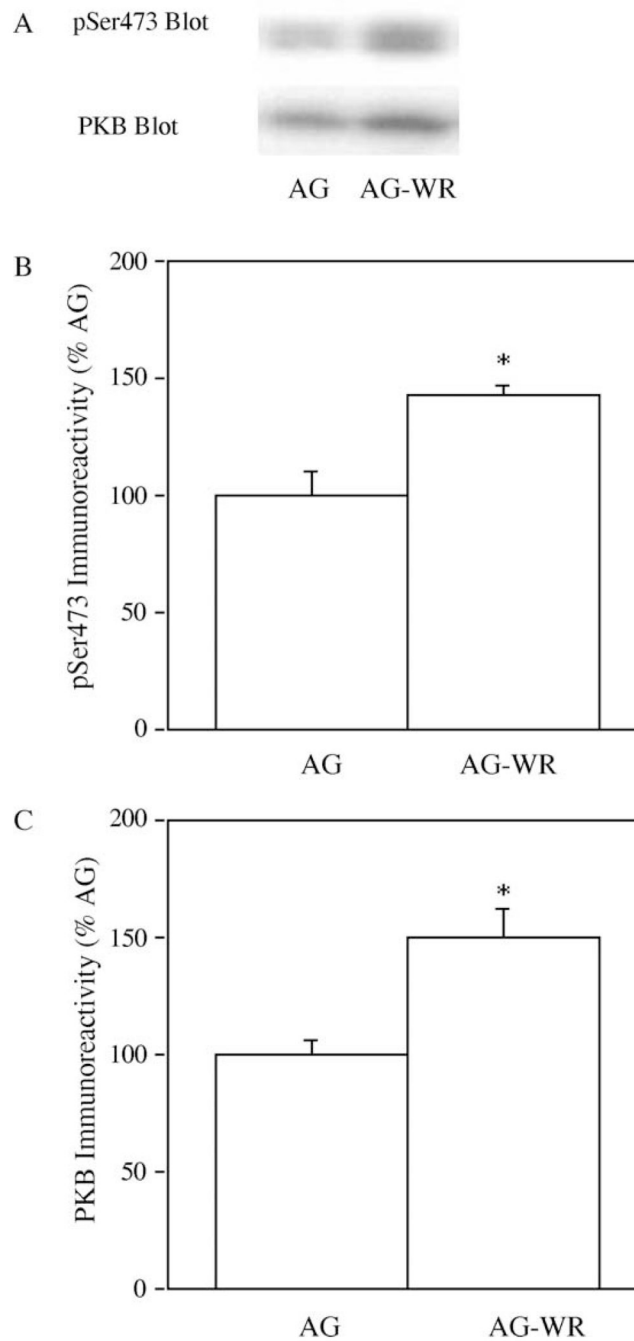 A
pSer473 Blot
PKB Blot
AG AG-WR
B
pSer473 Immunoreactivity (% AG)
200
150
100
50
0
*
AG AG-WR
C
PKB Immunoreactivity (% AG)
200
150
100
50
0
*
AG AG-WR